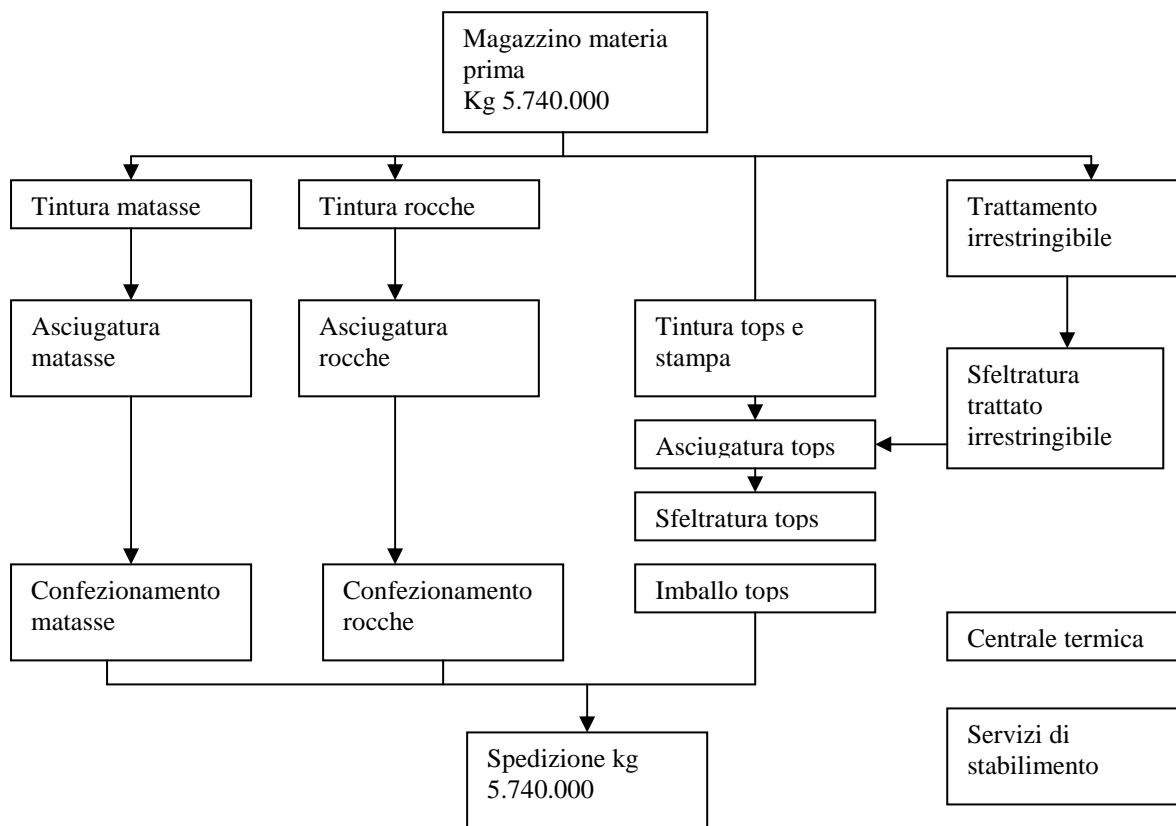 Magazzino materia
prima
Kg 5.740.000
Tintura matasse
Tintura rocche
Trattamento
irrestringibile
Asciugatura
matasse
Asciugatura
rocche
Tintura tops e
stampa
Sfeltratura
trattato
irrestringibile
Asciugatura tops
Sfeltratura tops
Confezionamento
matasse
Confezionamento
rocche
Imballo tops
Centrale termica
Spedizione kg
5.740.000
Servizi di
stabilimento